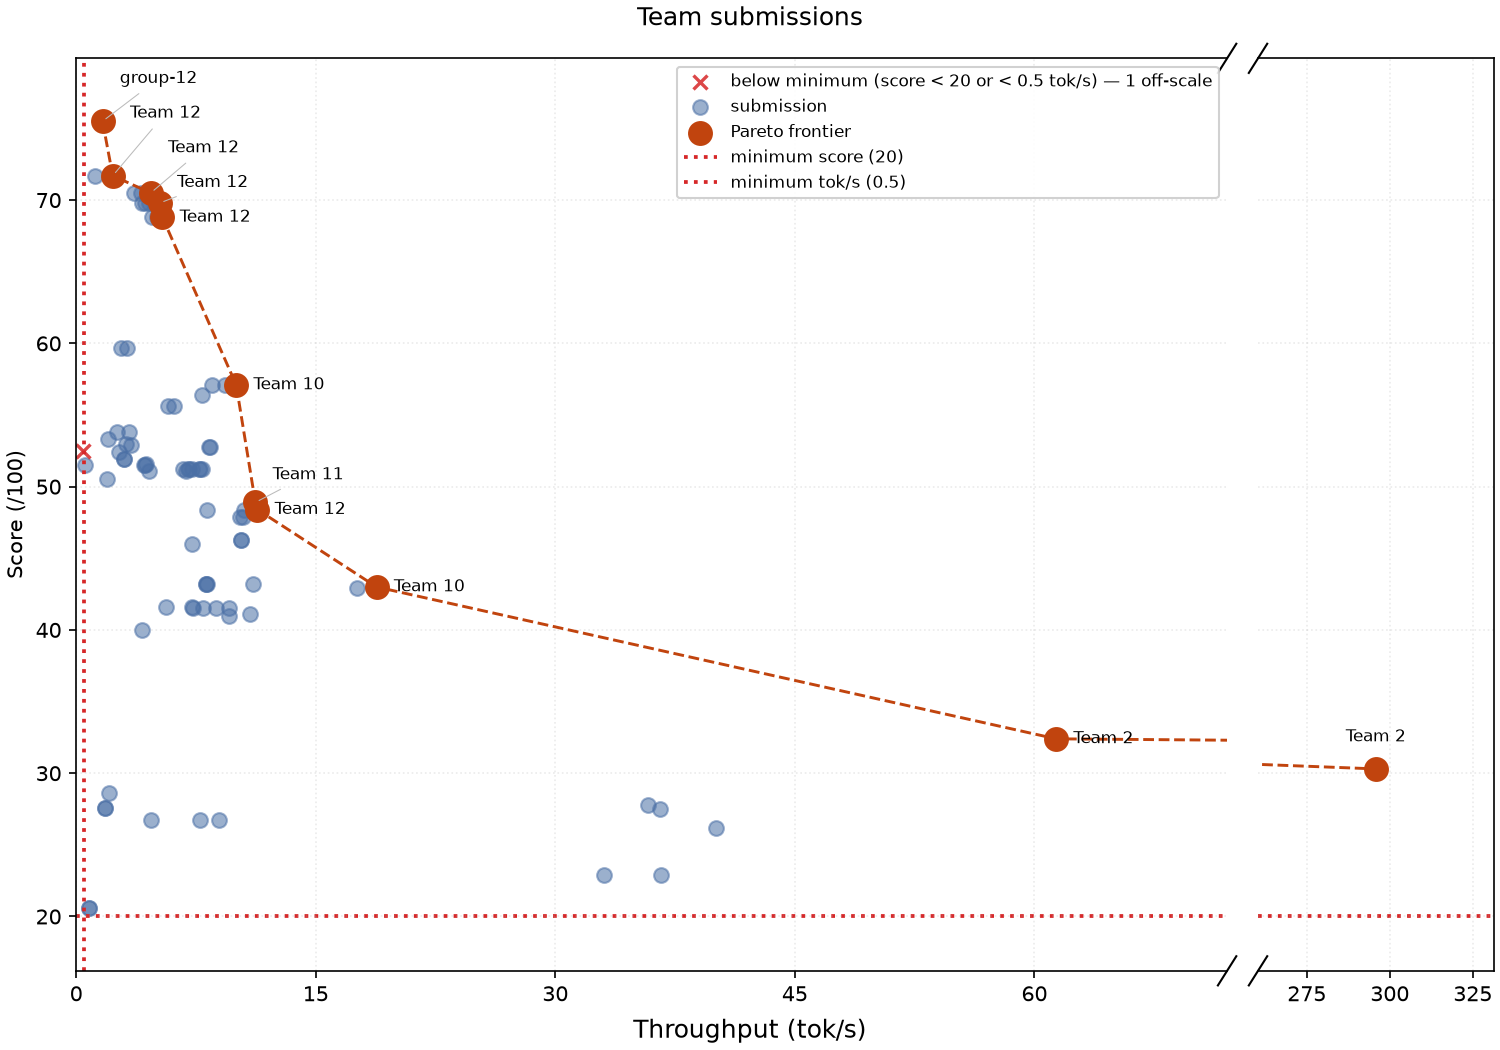 Team submissions
below minimum (score < 20 or < 0.5 tok/s) — 1 off-scale
submission
Pareto frontier
minimum score (20)
minimum tok/s (0.5)
group-12
Team 12
Team 12
Team 12
Team 12
Team 10
Team 11
Team 12
Team 10
Team 2
Team 2
Score (/100)
70
60
50
40
30
20
0
15
30
45
60
275
300
325
Throughput (tok/s)